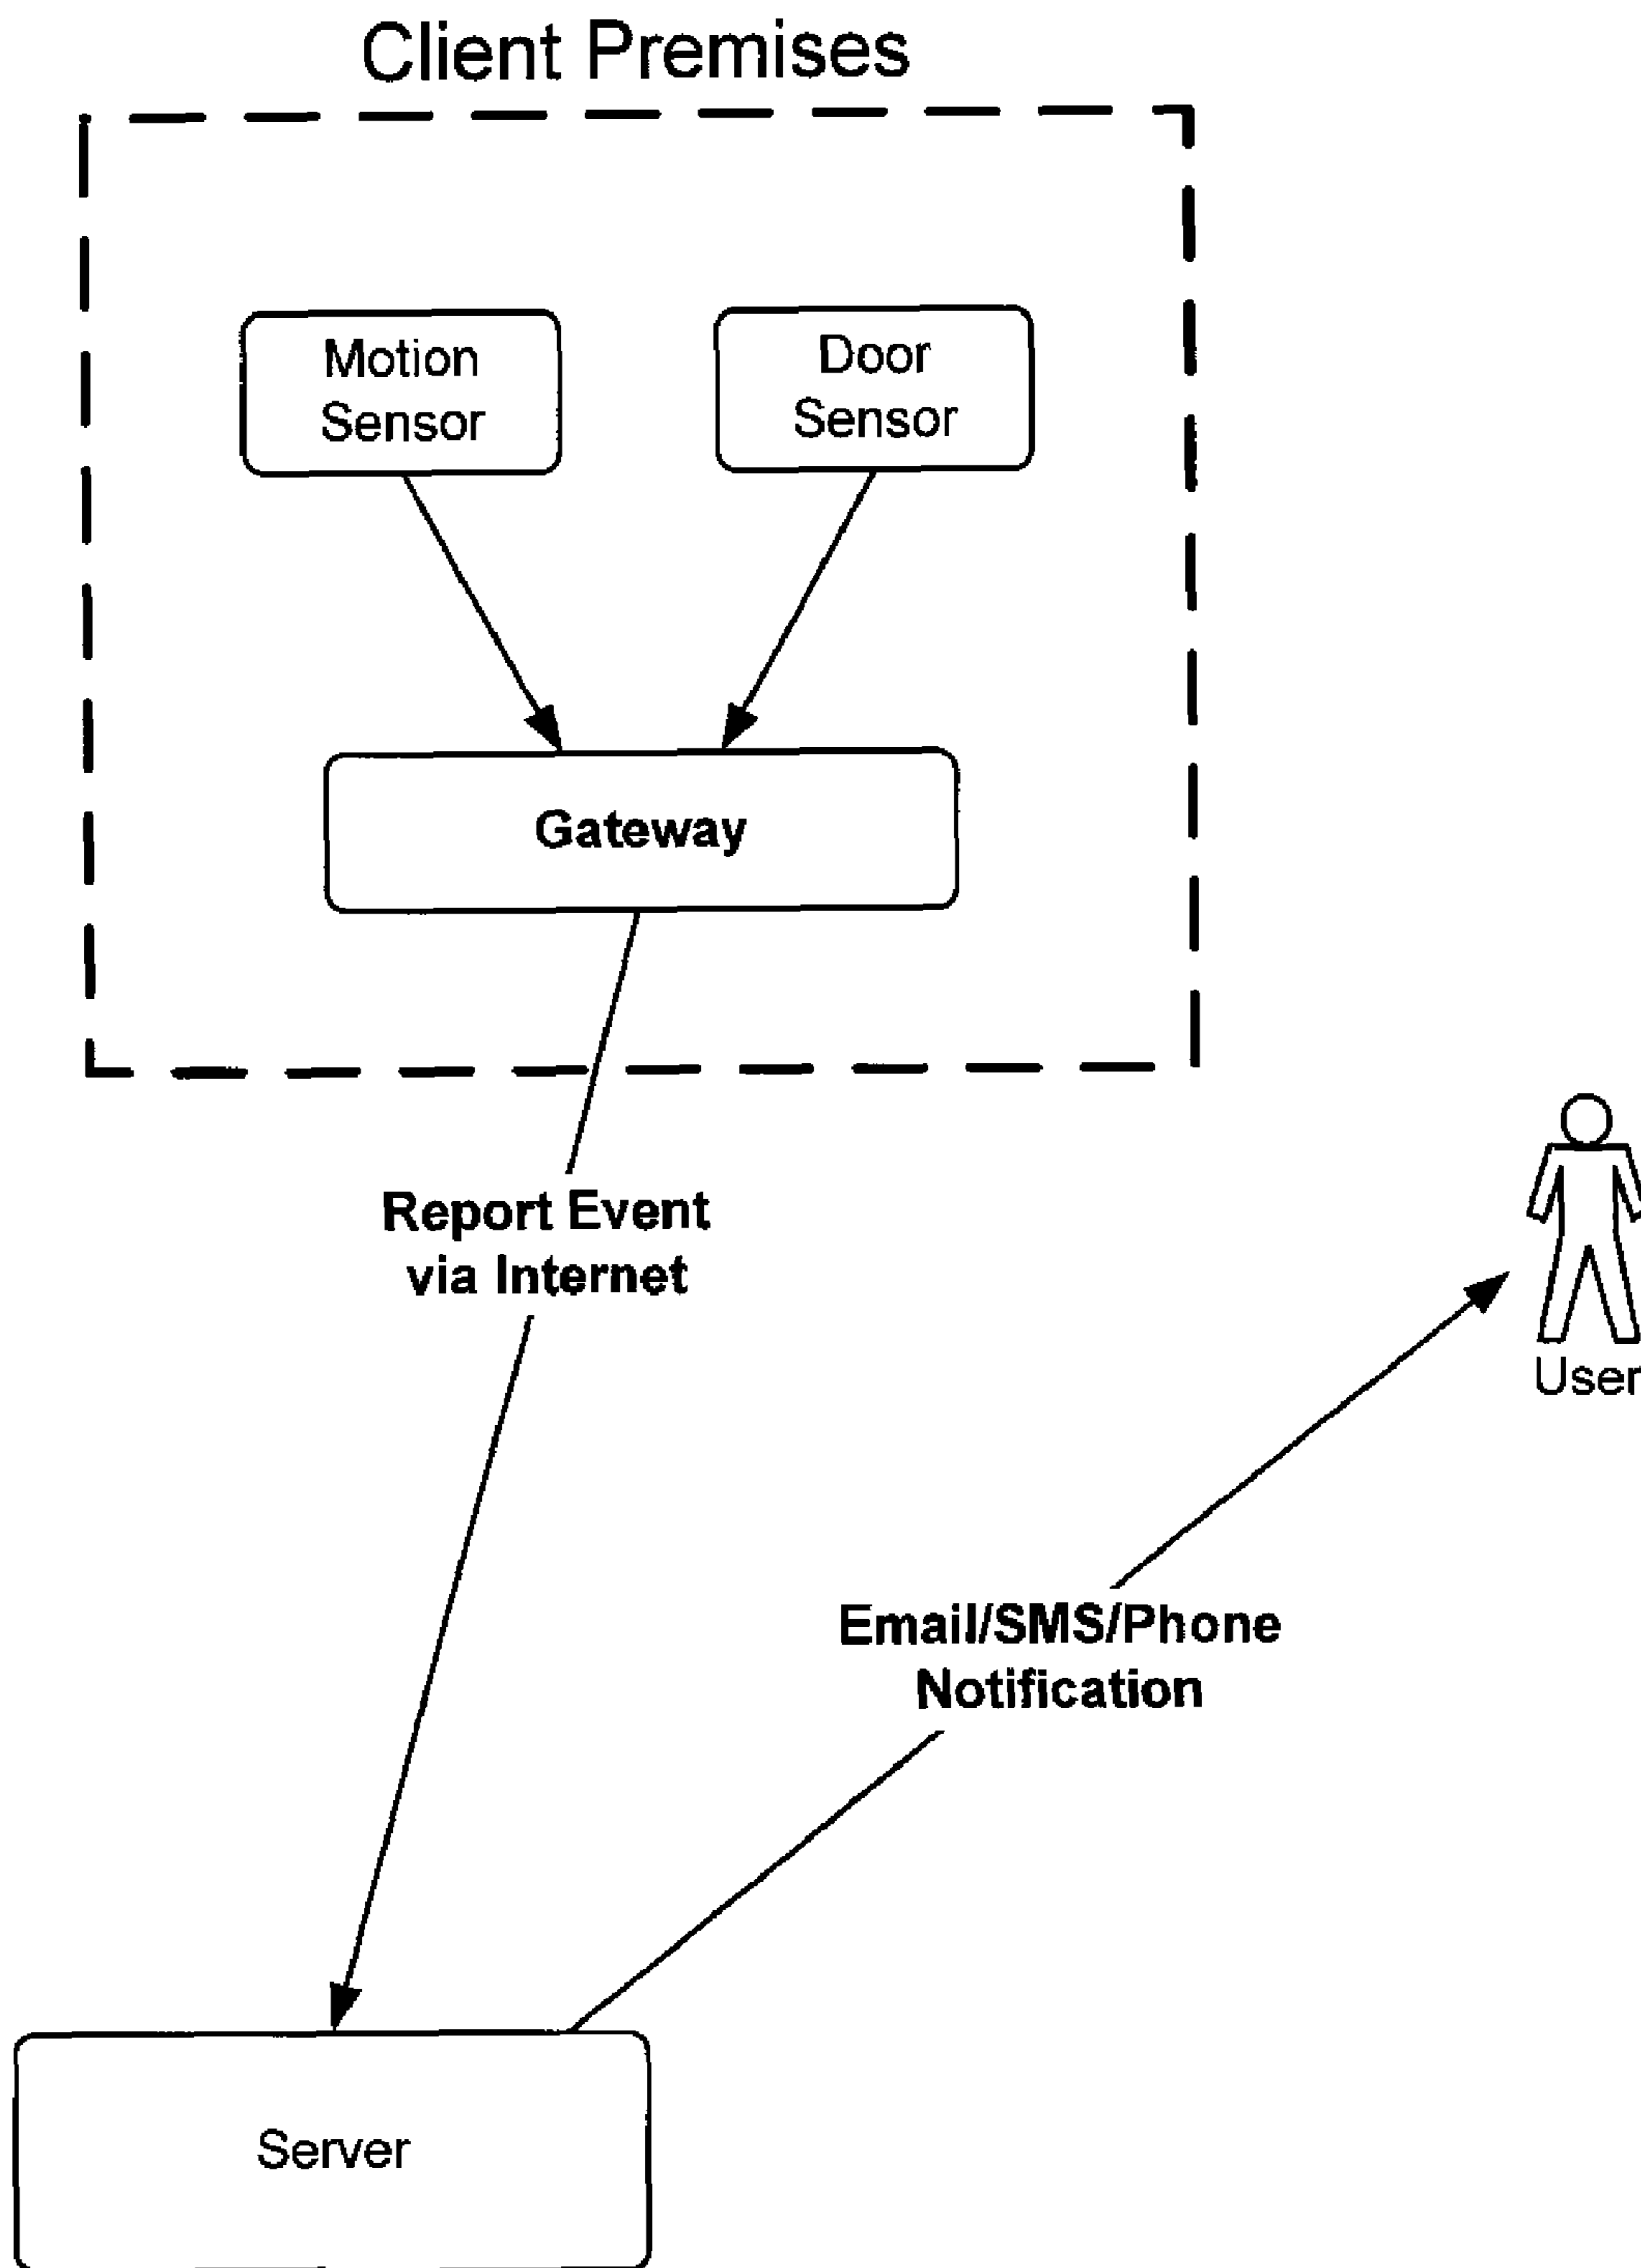 Client Premises
Motion
Sensor
Door
Sensor
Gateway
Report Event
via Internet
User
Email/SMS/Phone
Notification
Server